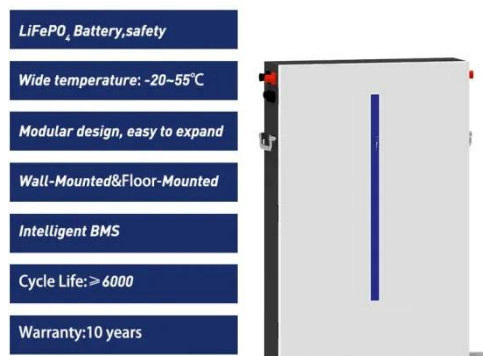 LiFePO₄ Battery,safety
Wide temperature: -20~55℃
Modular design, easy to expand
Wall-Mounted&Floor-Mounted
Intelligent BMS
Cycle Life:≥6000
Warranty:10 years